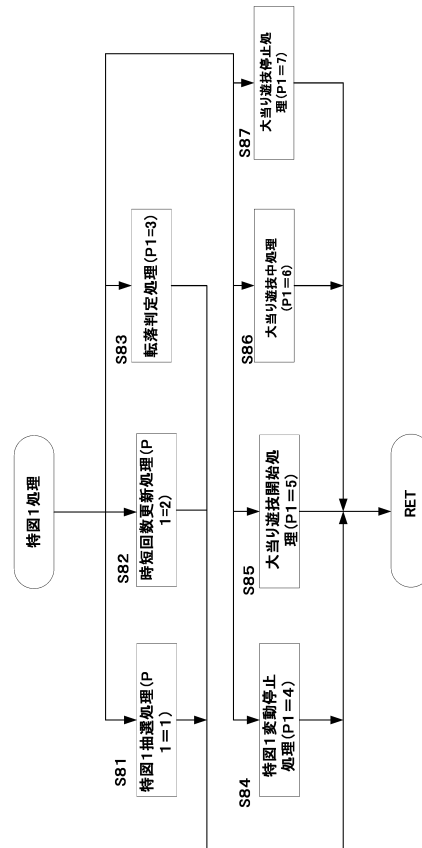 特図1処理
S81
特図1抽選処理(P
1=1)
S82
時短回数更新処理(P
1=2)
S83
転落判定処理(P1=3)
S84
特図1変動停止
処理(P1=4)
S85
大当り遊技開始処
理(P1=5)
S86
大当り遊技中処理
(P1=6)
S87
大当り遊技停止処
理(P1=7)
RET